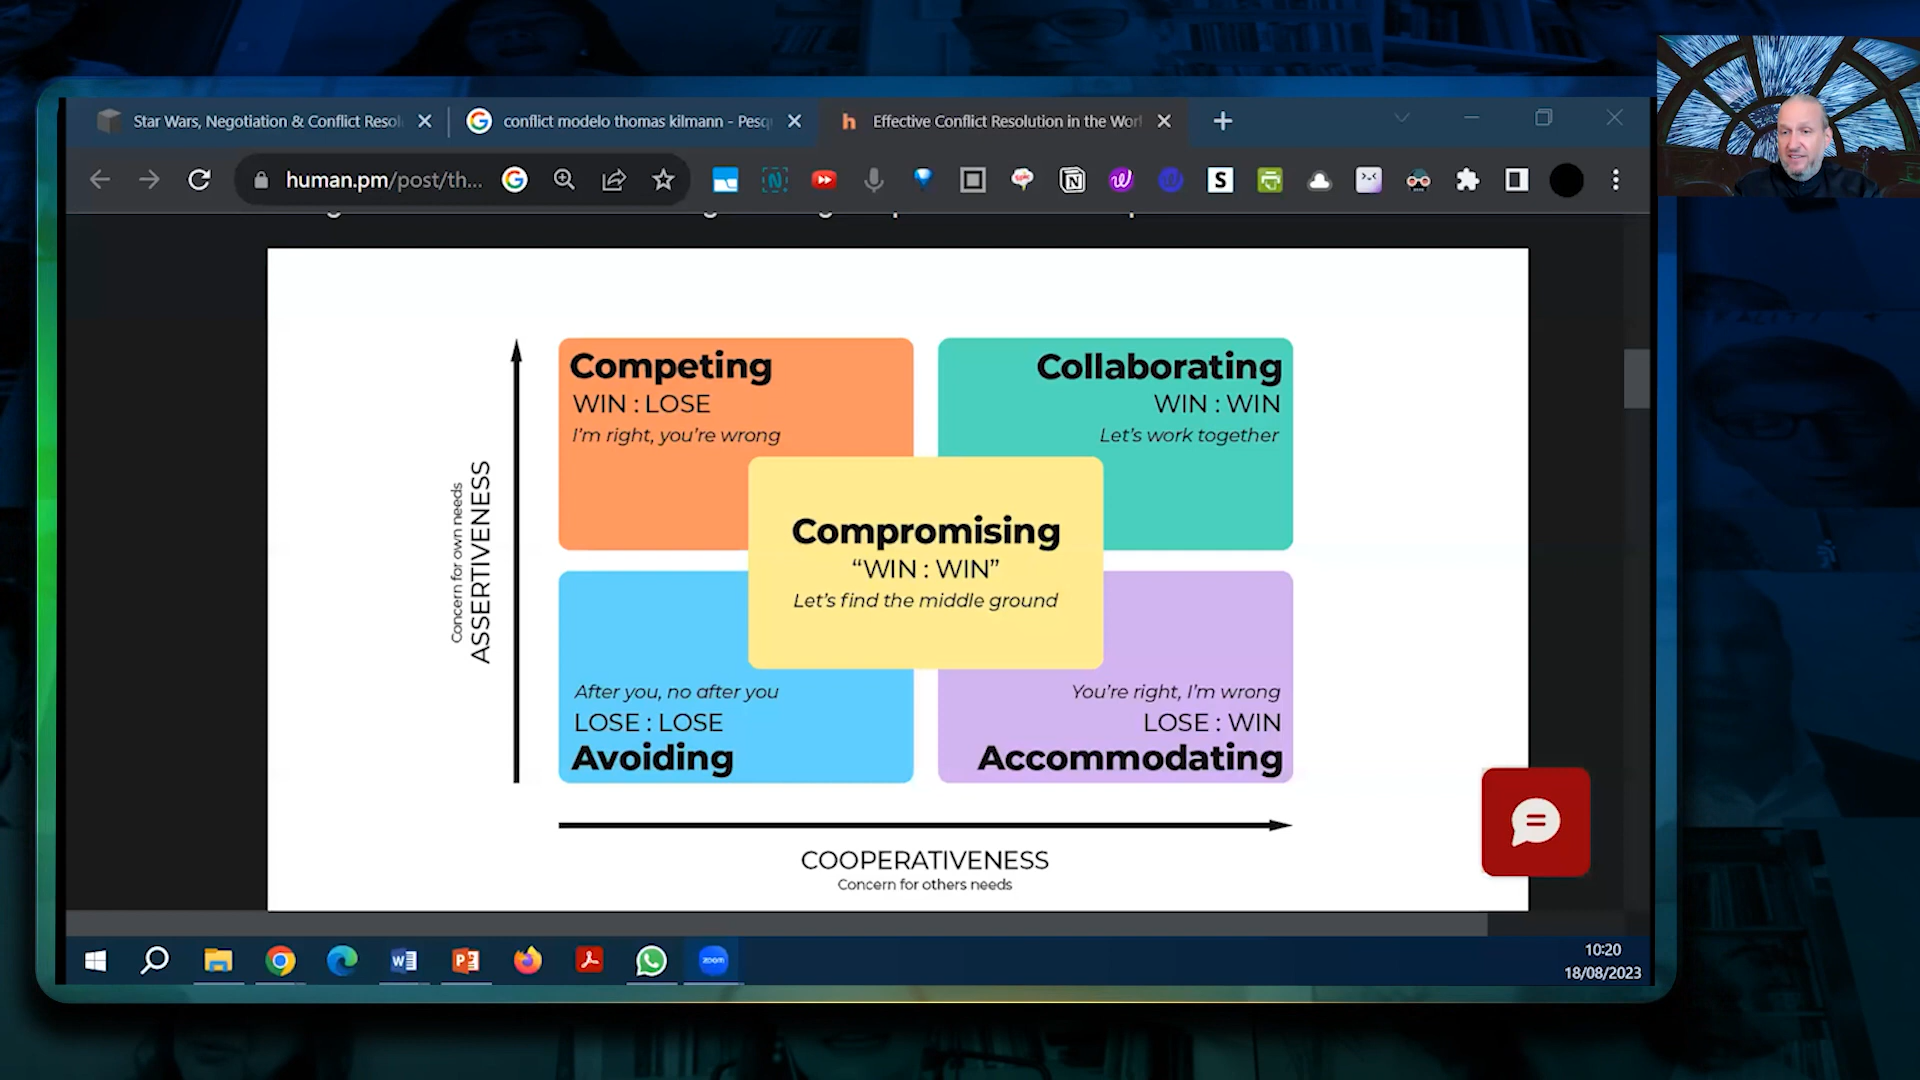 Star Wars, Negotiation & Conflict Resol
conflict modelo thomas kilmann - Pesq
Effective Conflict Resolution in the Wor
human.pm/post/th...
Competing
WIN : LOSE
I'm right, you're wrong
Collaborating
WIN : WIN
Let's work together
Compromising
“WIN : WIN”
Let's find the middle ground
After you, no after you
LOSE : LOSE
Avoiding
You're right, I'm wrong
LOSE : WIN
Accommodating
Concern for own needs
ASSERTIVENESS
COOPERATIVENESS
Concern for others needs
zoom
10:20
18/08/2023